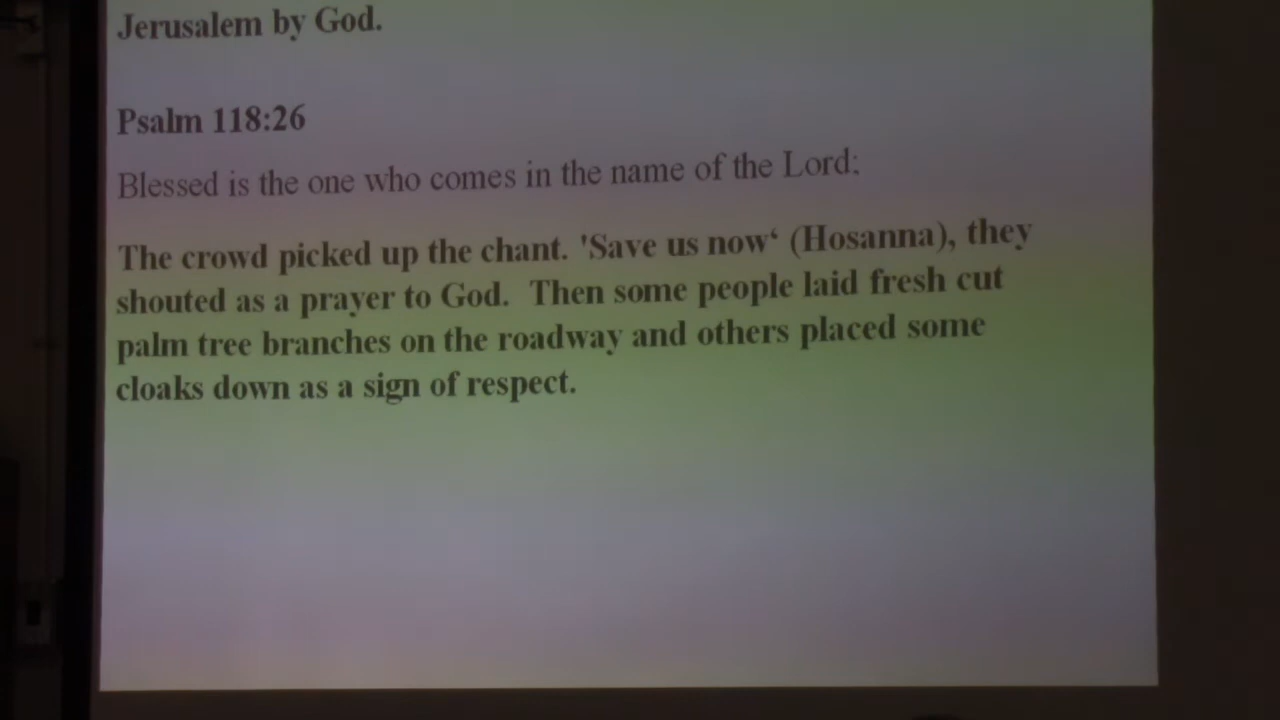 Jerusalem by God.
Psalm 118:26
Blessed is the one who comes in the name of the Lord;
The crowd picked up the chant. 'Save us now‘ (Hosanna), they
shouted as a prayer to God.  Then some people laid fresh cut
palm tree branches on the roadway and others placed some
cloaks down as a sign of respect.